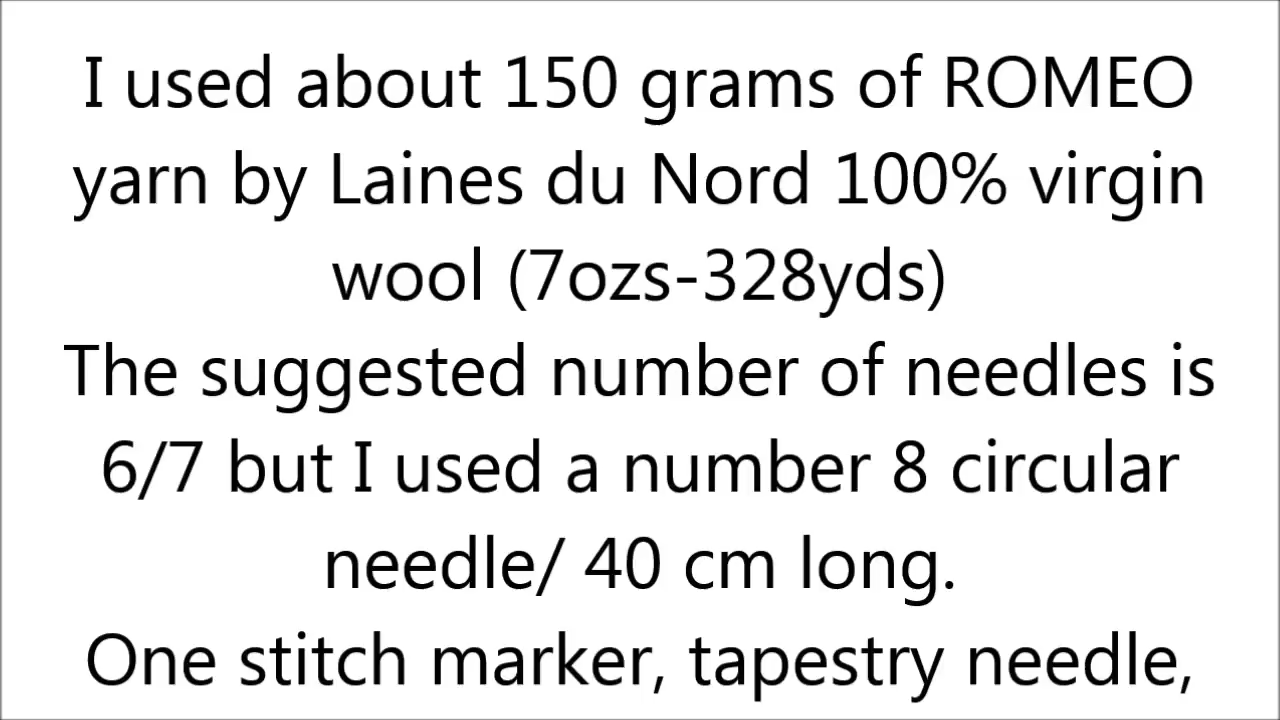 I used about 150 grams of ROMEO
yarn by Laines du Nord 100% virgin
wool (7ozs-328yds)
The suggested number of needles is
6/7 but I used a number 8 circular
needle/ 40 cm long.
One stitch marker, tapestry needle,